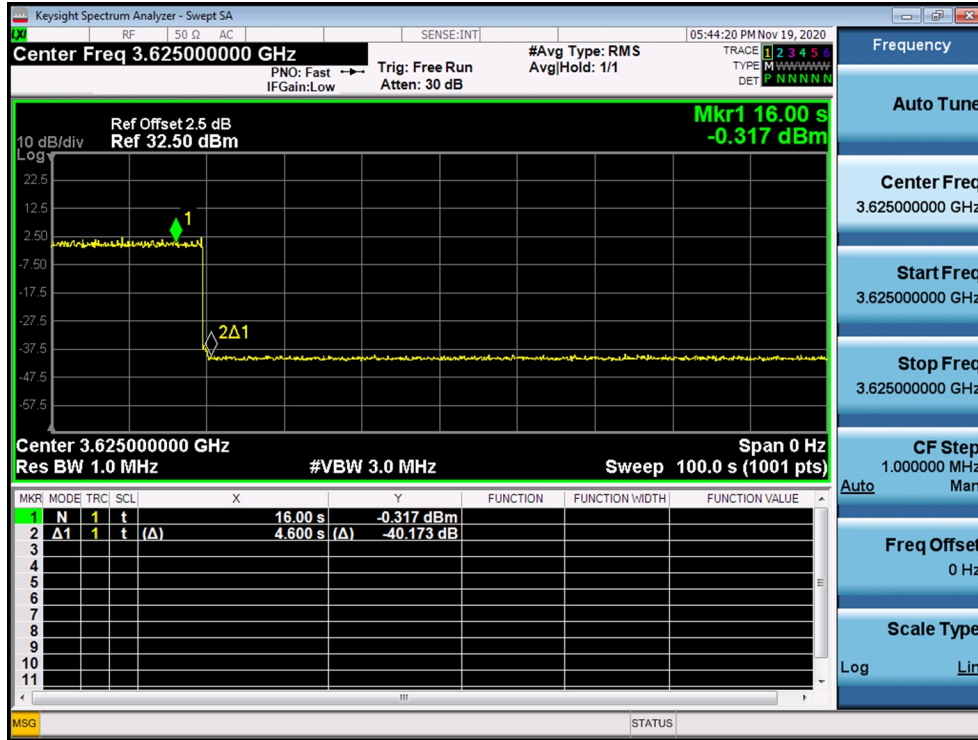 Keysight Spectrum Analyzer - Swept SA
LXI RF 50 Ω AC SENSE:INT 05:44:20 PM Nov 19, 2020
Center Freq 3.625000000 GHz
PNO: Fast
IFGain:Low
Trig: Free Run
Atten: 30 dB
#Avg Type: RMS
Avg|Hold: 1/1
TRACE 1 2 3 4 5 6
TYPE M WWWWW
DET P N N N N N
Mkr1 16.00 s
-0.317 dBm
Ref Offset 2.5 dB
10 dB/div Ref 32.50 dBm
Log
22.5
12.5
2.50
-7.50
-17.5
-27.5
-37.5
-47.5
-57.5
1
2Δ1
Center 3.625000000 GHz Span 0 Hz
Res BW 1.0 MHz #VBW 3.0 MHz Sweep 100.0 s (1001 pts)
MKR MODE TRC SCL X Y FUNCTION FUNCTION WIDTH FUNCTION VALUE
1 N 1 t 16.00 s -0.317 dBm
2 Δ1 1 t (Δ) 4.600 s (Δ) -40.173 dB
3
4
5
6
7
8
9
10
11
MSG STATUS
Frequency
Auto Tune
Center Freq
3.625000000 GHz
Start Freq
3.625000000 GHz
Stop Freq
3.625000000 GHz
CF Step
1.000000 MHz
Auto Man
Freq Offset
0 Hz
Scale Type
Log Lin